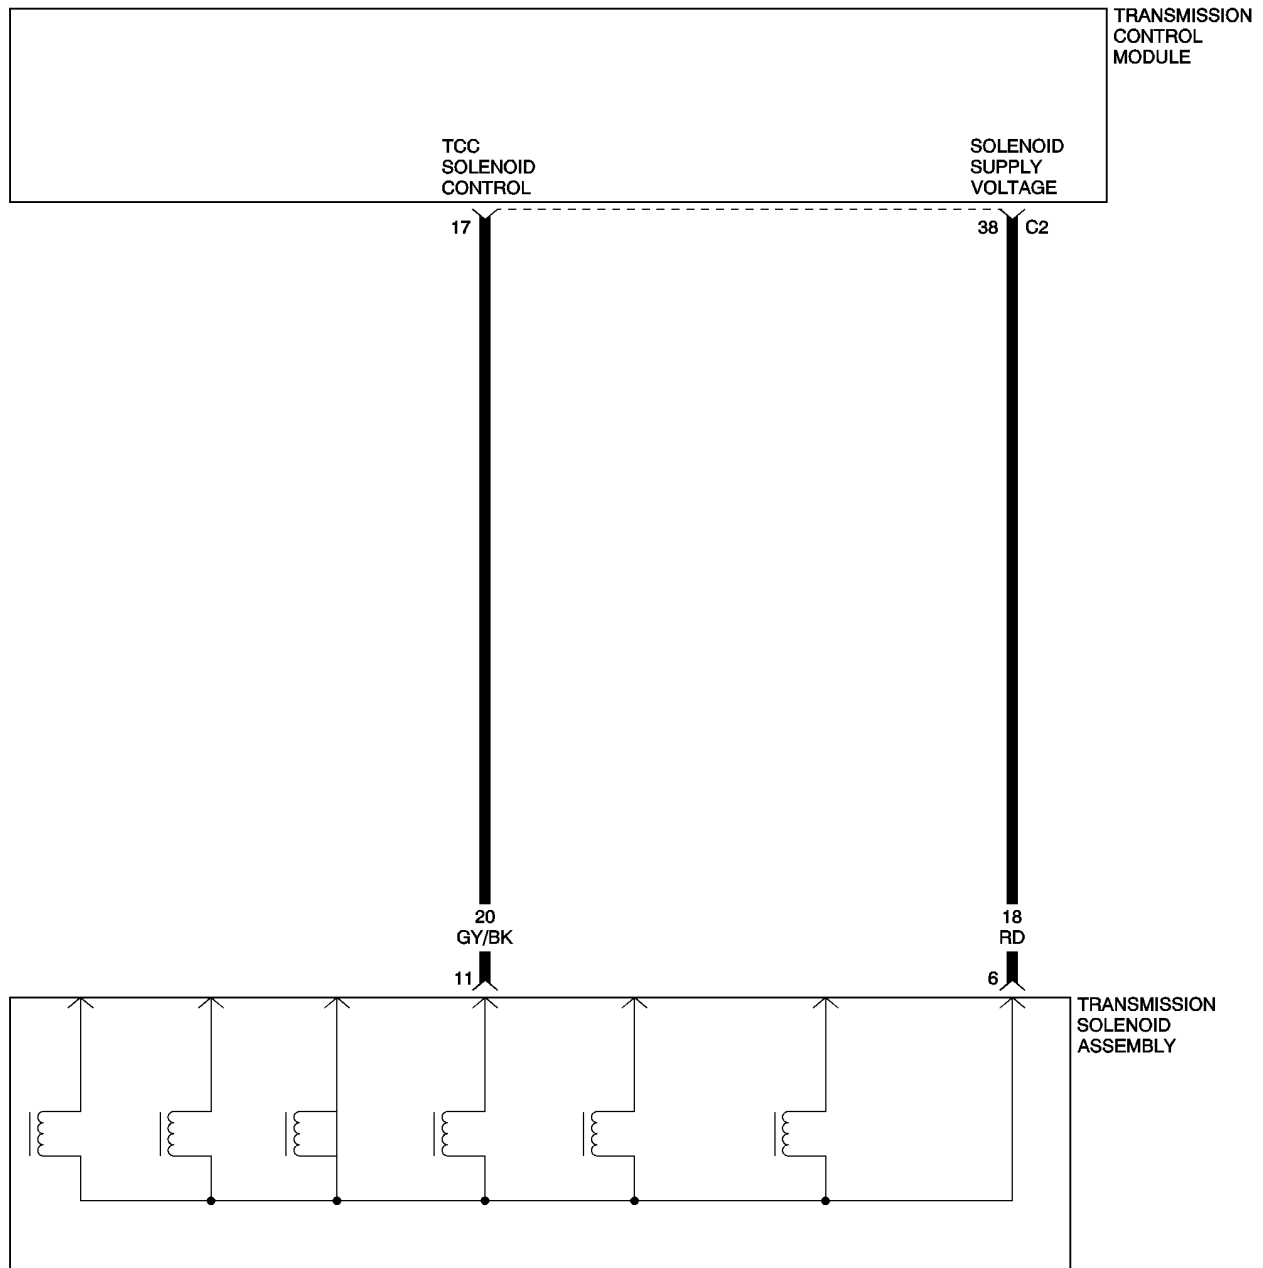 TRANSMISSION
CONTROL
MODULE
TCC
SOLENOID
CONTROL
SOLENOID
SUPPLY
VOLTAGE
17
38 C2
20
GY/BK
18
RD
11
6
TRANSMISSION
SOLENOID
ASSEMBLY